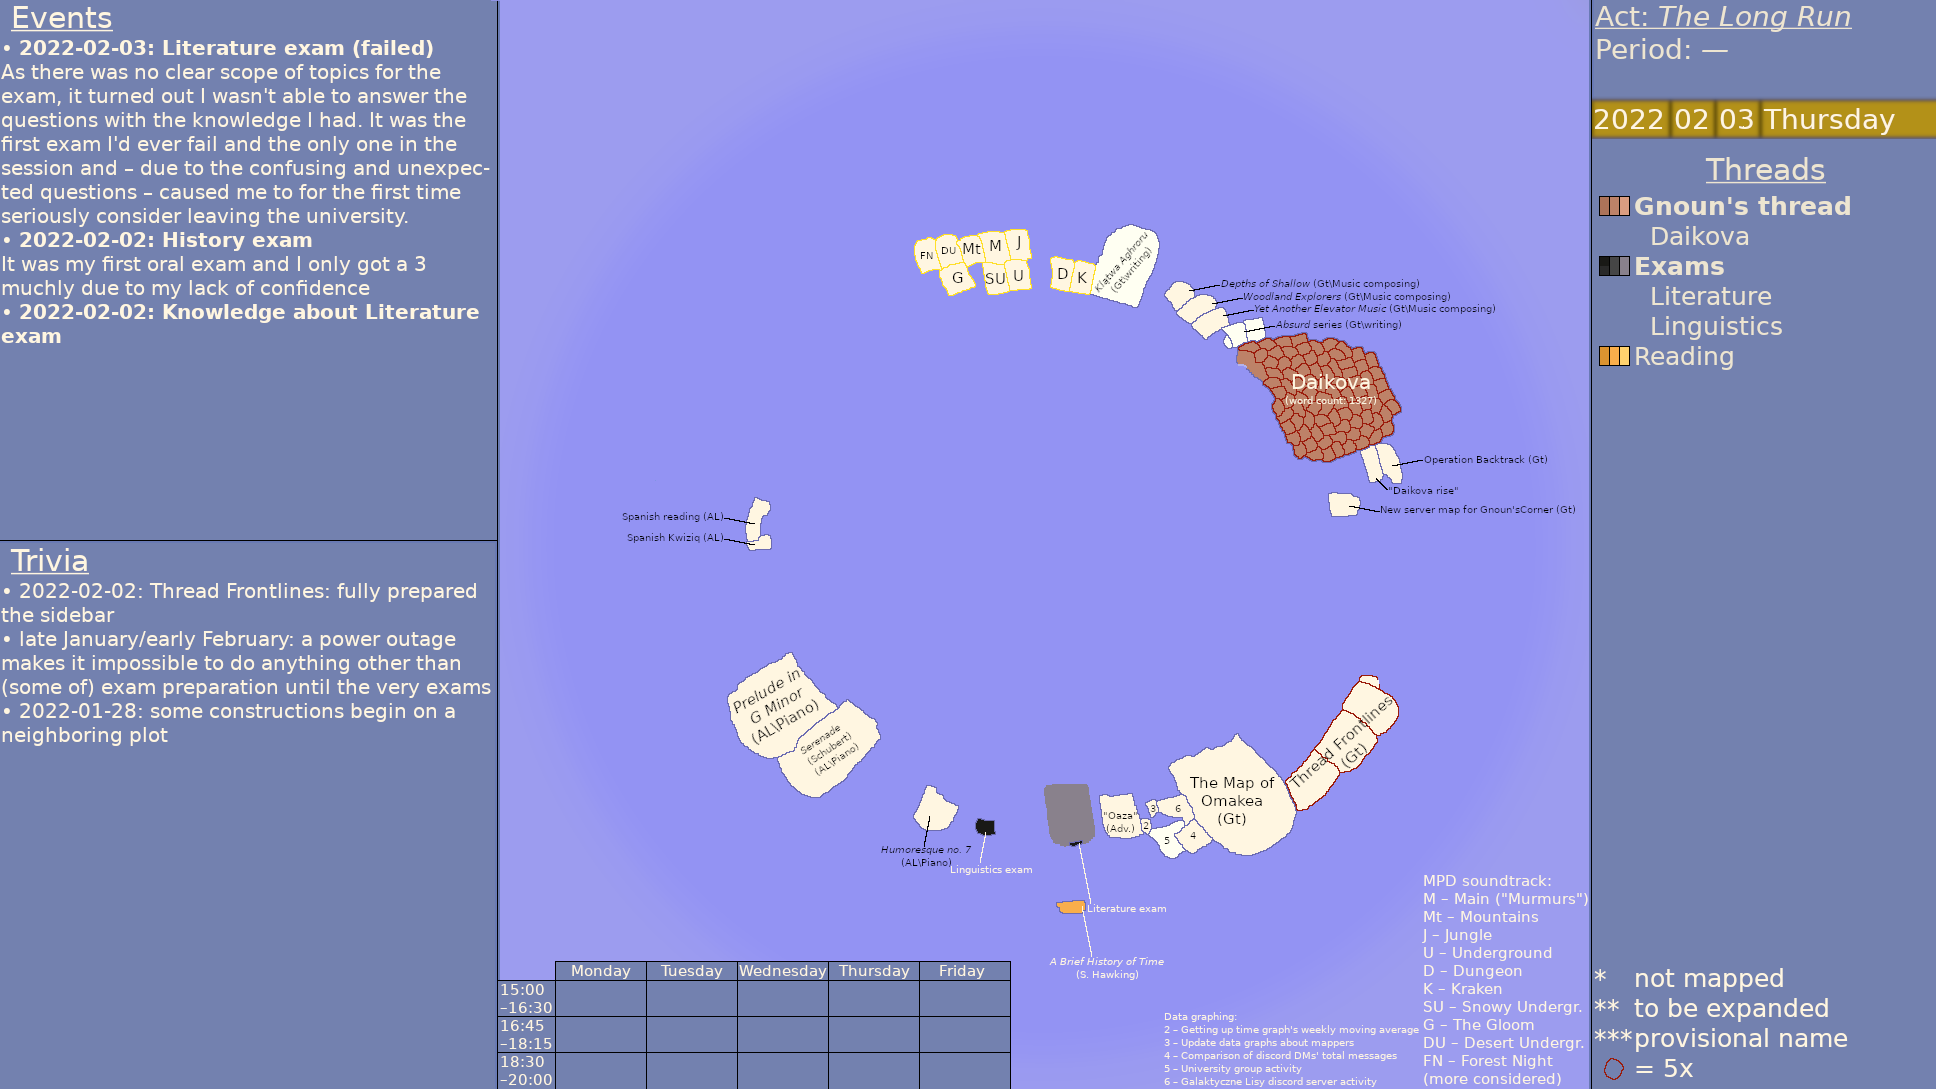 Events
• 2022-02-03: Literature exam (failed)
As there was no clear scope of topics for the
exam, it turned out I wasn't able to answer the
questions with the knowledge I had. It was the
first exam I'd ever fail and the only one in the
session and – due to the confusing and unexpec-
ted questions – caused me to for the first time
seriously consider leaving the university.
• 2022-02-02: History exam
It was my first oral exam and I only got a 3
muchly due to my lack of confidence
• 2022-02-02: Knowledge about Literature
exam
Trivia
• 2022-02-02: Thread Frontlines: fully prepared
the sidebar
• late January/early February: a power outage
makes it impossible to do anything other than
(some of) exam preparation until the very exams
• 2022-01-28: some constructions begin on a
neighboring plot
FN
DU
Mt
M
J
G
SU
U
D
K
Klątwa Aghroru
(Gt\writing)
Depths of Shallow (Gt\Music composing)
Woodland Explorers (Gt\Music composing)
Yet Another Elevator Music (Gt\Music composing)
Absurd series (Gt\writing)
Daikova
(word count: 1327)
Operation Backtrack (Gt)
"Daikova rise"
New server map for Gnoun'sCorner (Gt)
Spanish reading (AL)
Spanish Kwiziq (AL)
Prelude in
G Minor
(AL\Piano)
Serenade
(Schubert)
(AL\Piano)
Humoresque no. 7
(AL\Piano)
Linguistics exam
Literature exam
A Brief History of Time
(S. Hawking)
"Oaza"
(Adv.)
3
6
2
5
4
The Map of
Omakea
(Gt)
Thread Frontlines
(Gt)
Monday Tuesday Wednesday Thursday Friday
15:00
–16:30
16:45
–18:15
18:30
–20:00
Data graphing:
2 – Getting up time graph's weekly moving average
3 – Update data graphs about mappers
4 – Comparison of discord DMs' total messages
5 – University group activity
6 – Galaktyczne Lisy discord server activity
MPD soundtrack:
M – Main ("Murmurs")
Mt – Mountains
J – Jungle
U – Underground
D – Dungeon
K – Kraken
SU – Snowy Undergr.
G – The Gloom
DU – Desert Undergr.
FN – Forest Night
(more considered)
Act: The Long Run
Period: —
2022 02 03 Thursday
Threads
Gnoun's thread
Daikova
Exams
Literature
Linguistics
Reading
* not mapped
** to be expanded
*** provisional name
= 5x